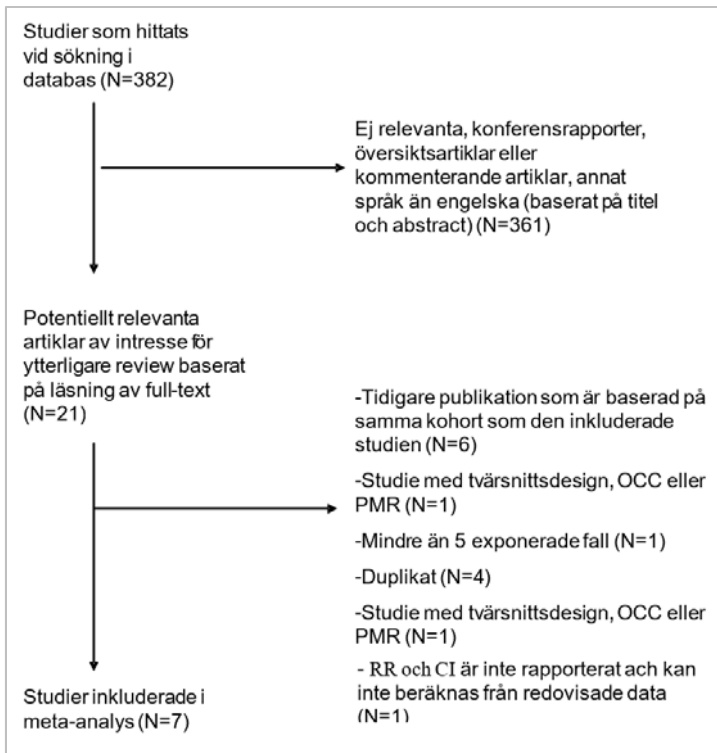 Studier som hittats
vid sökning i
databas (N=382)
Ej relevanta, konferensrapporter,
översiktsartiklar eller
kommenterande artiklar, annat
språk än engelska (baserat på titel
och abstract) (N=361)
Potentiellt relevanta
artiklar av intresse för
ytterligare review baserat
på läsning av full-text
(N=21)
-Tidigare publikation som är baserad på
samma kohort som den inkluderade
studien (N=6)
-Studie med tvärsnittsdesign, OCC eller
PMR (N=1)
-Mindre än 5 exponerade fall (N=1)
-Duplikat (N=4)
-Studie med tvärsnittsdesign, OCC eller
PMR (N=1)
- RR och CI är inte rapporterat ach kan
inte beräknas från redovisade data
(N=1)
Studier inkluderade i
meta-analys (N=7)